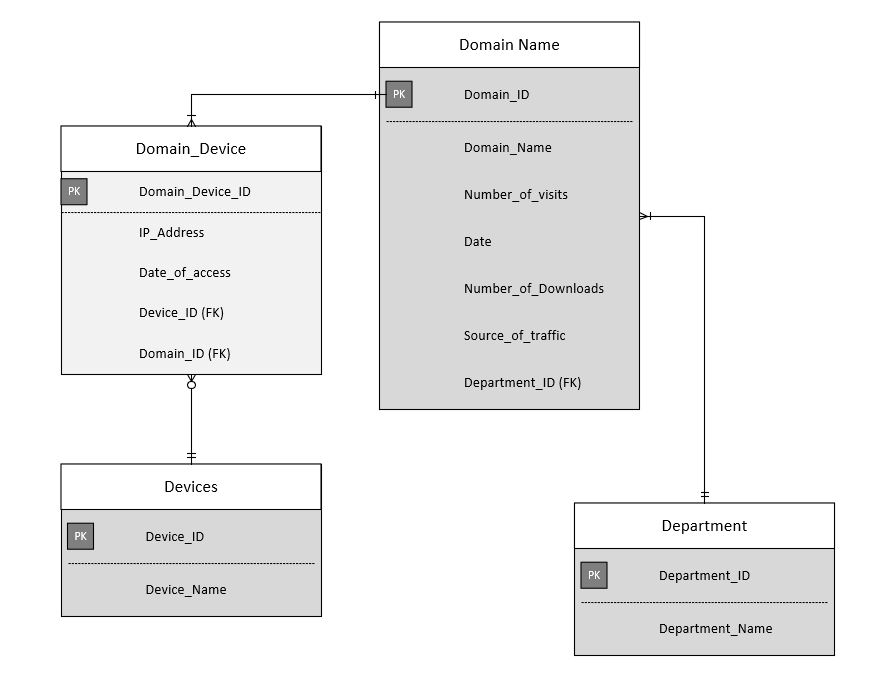 Domain Name
PK Domain_ID
Domain_Name
Number_of_visits
Date
Number_of_Downloads
Source_of_traffic
Department_ID (FK)
Domain_Device
PK Domain_Device_ID
IP_Address
Date_of_access
Device_ID (FK)
Domain_ID (FK)
Devices
PK Device_ID
Device_Name
Department
PK Department_ID
Department_Name